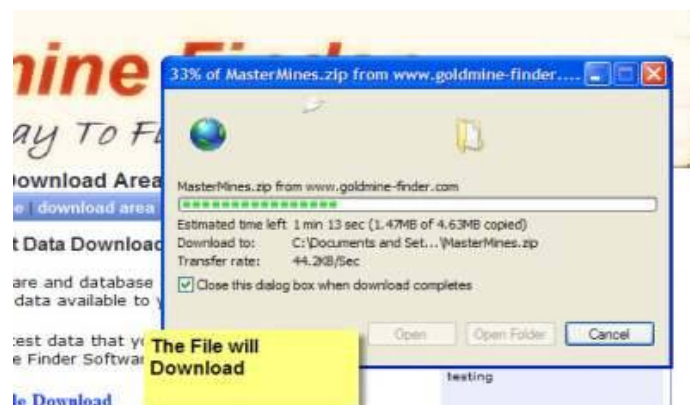 mine Finder
33% of MasterMines.zip from www.goldmine-finder....
ay To Fi
Download Area
e | download area
MasterMines.zip from www.goldmine-finder.com
Estimated time left 1 min 13 sec (1.47MB of 4.63MB copied)
Download to: C:\Documents and Set...\MasterMines.zip
Transfer rate: 44.2KB/Sec
Close this dialog box when download completes
Open Open Folder Cancel
t Data Download
are and database
data available to y
test data that yo
e Finder Softwar
The File will
Download
testing
le Download